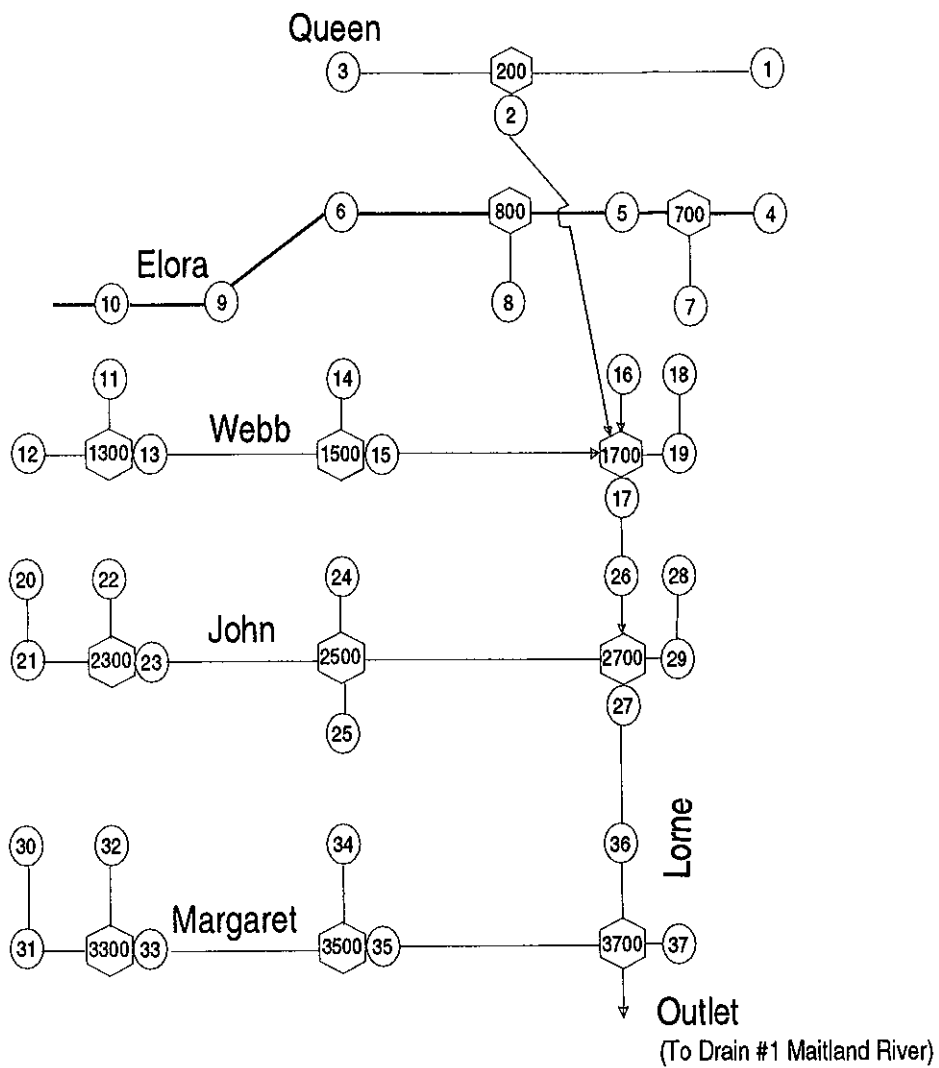 Queen
3 200 1
2
6 800 5 700 4
Elora
10 9 8 7
11 14 16 18
Webb
12 1300 13 1500 15 1700 19
17
20 22 24 26 28
John
21 2300 23 2500 2700 29
27
25
Lorne
30 32 34 36
Margaret
31 3300 33 3500 35 3700 37
Outlet
(To Drain #1 Maitland River)